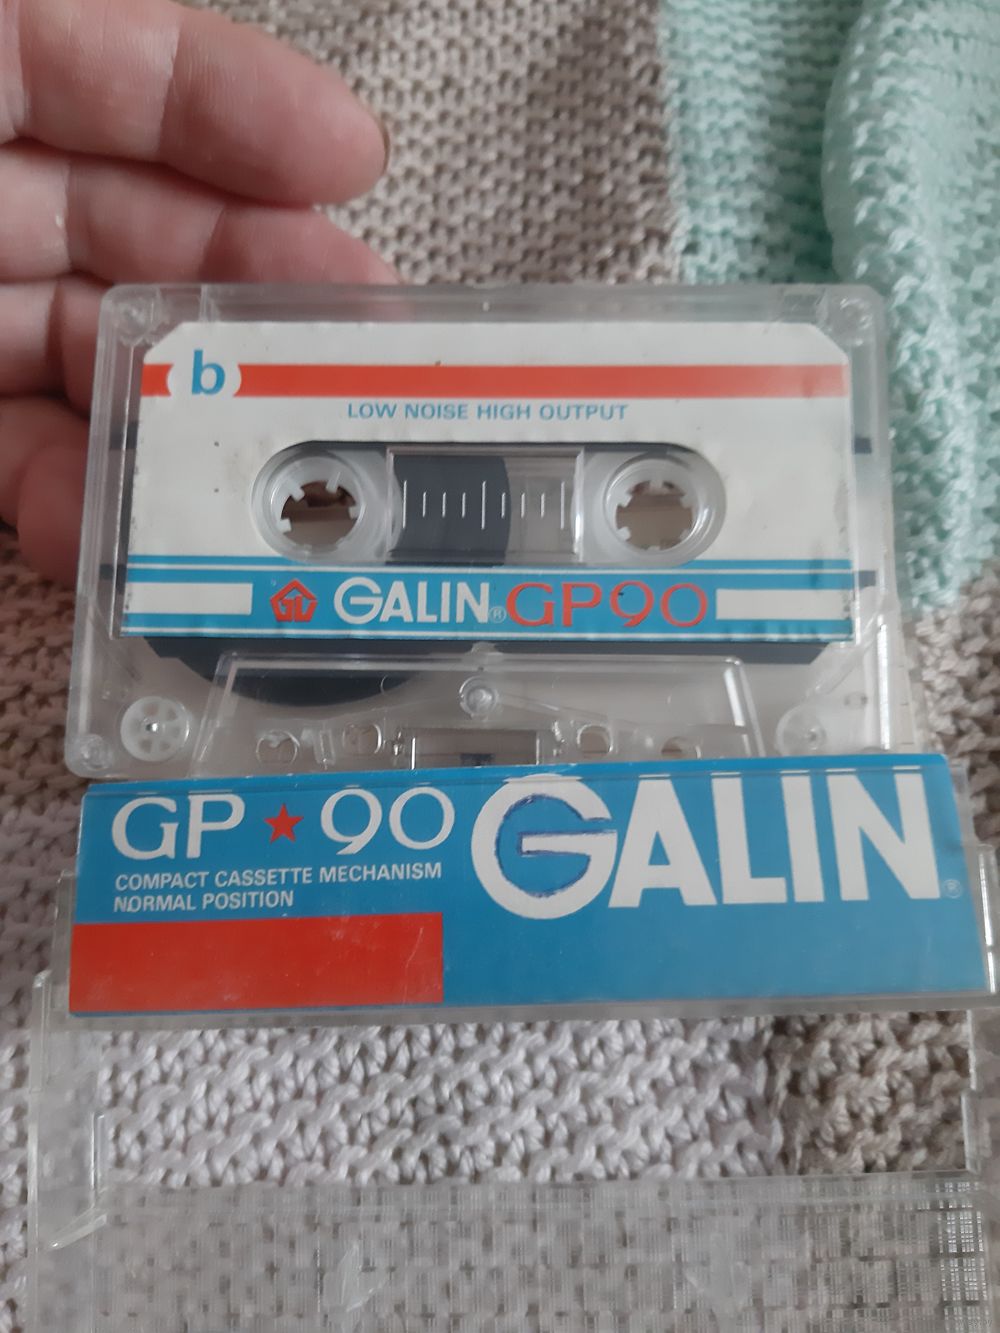 b
LOW NOISE HIGH OUTPUT
GALIN® GP90
GP★90
COMPACT CASSETTE MECHANISM
NORMAL POSITION
GALIN®